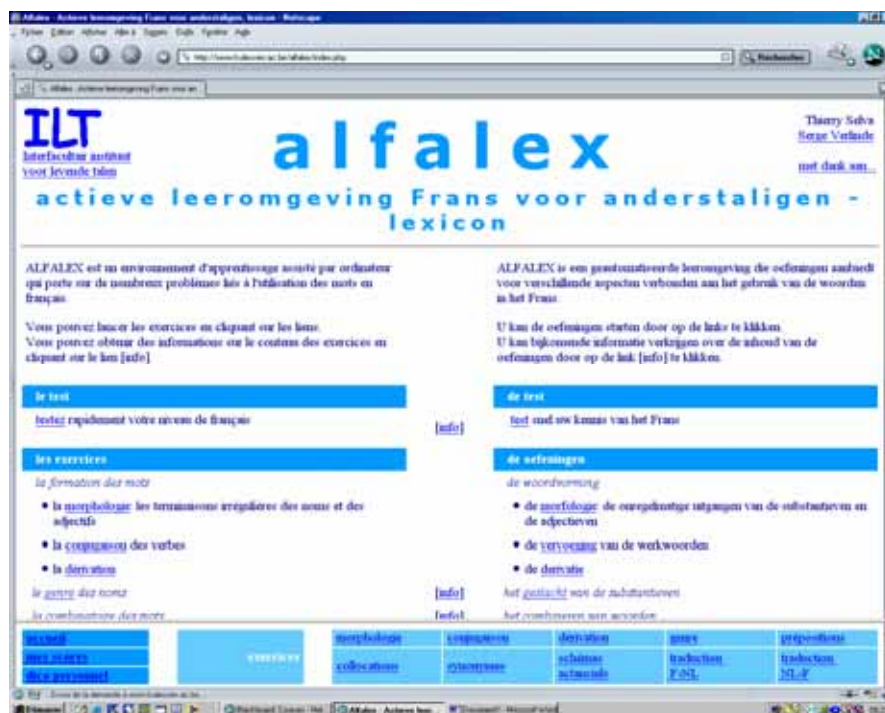 Alfalex - Actieve leeromgeving Frans voor anderstaligen, lexicon - Netscape
Rechercher
ILT
Interfacultair instituut
voor levende talen
alfalex
Thierry Selva
Serge Verlinde
met dank aan...
actieve leeromgeving Frans voor anderstaligen -
lexicon
ALFALEX est un environnement d'apprentissage assisté par ordinateur
qui porte sur de nombreux problèmes liés à l'utilisation des mots en
français.
Vous pouvez lancer les exercices en cliquant sur les liens.
Vous pouvez obtenir des informations sur le contenu des exercices en
cliquant sur le lien [info]
ALFALEX is een geautomatiseerde leeromgeving die oefeningen aanbiedt
voor verschillende aspecten verbonden aan het gebruik van de woorden
in het Frans.
U kan de oefeningen starten door op de links te klikken.
U kan bijkomende informatie verkrijgen over de inhoud van de
oefeningen door op de link [info] te klikken.
le test
de test
testez rapidement votre niveau de français
[info]
test snel uw kennis van het Frans
les exercices
de oefeningen
la formation des mots
de woordvorming
• la morphologie: les terminaisons irrégulières des noms et des
adjectifs
• de morfologie: de onregelmatige uitgangen van de substantieven en
de adjectieven
• la conjugaison des verbes
• de vervoeging van de werkwoorden
• la dérivation
• de derivatie
le genre des noms
[info]
het geslacht van de substantieven
la combinatoire des mots
[info]
het combineren van woorden
accueil
mes scores
dico personnel
exercices
morphologie
conjugaison
dérivation
genre
prépositions
collocations
synonymes
schémas
actanciels
traduction
F-NL
traduction
NL-F